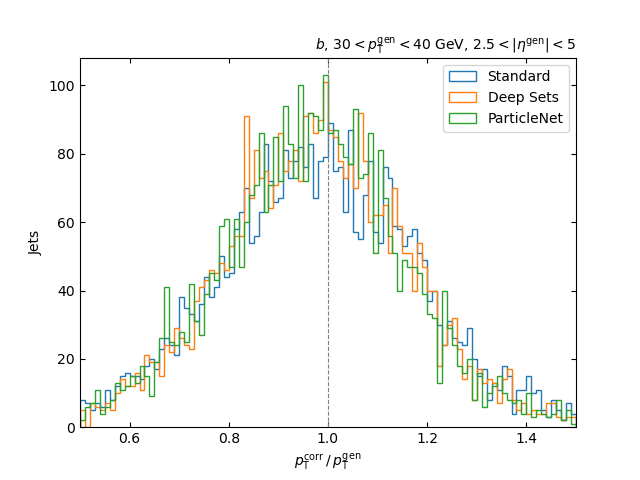 b, 30 < p_T^gen < 40 GeV, 2.5 < |η^gen| < 5
Standard
Deep Sets
ParticleNet
Jets
100
80
60
40
20
0
0.6 0.8 1.0 1.2 1.4
p_T^corr / p_T^gen